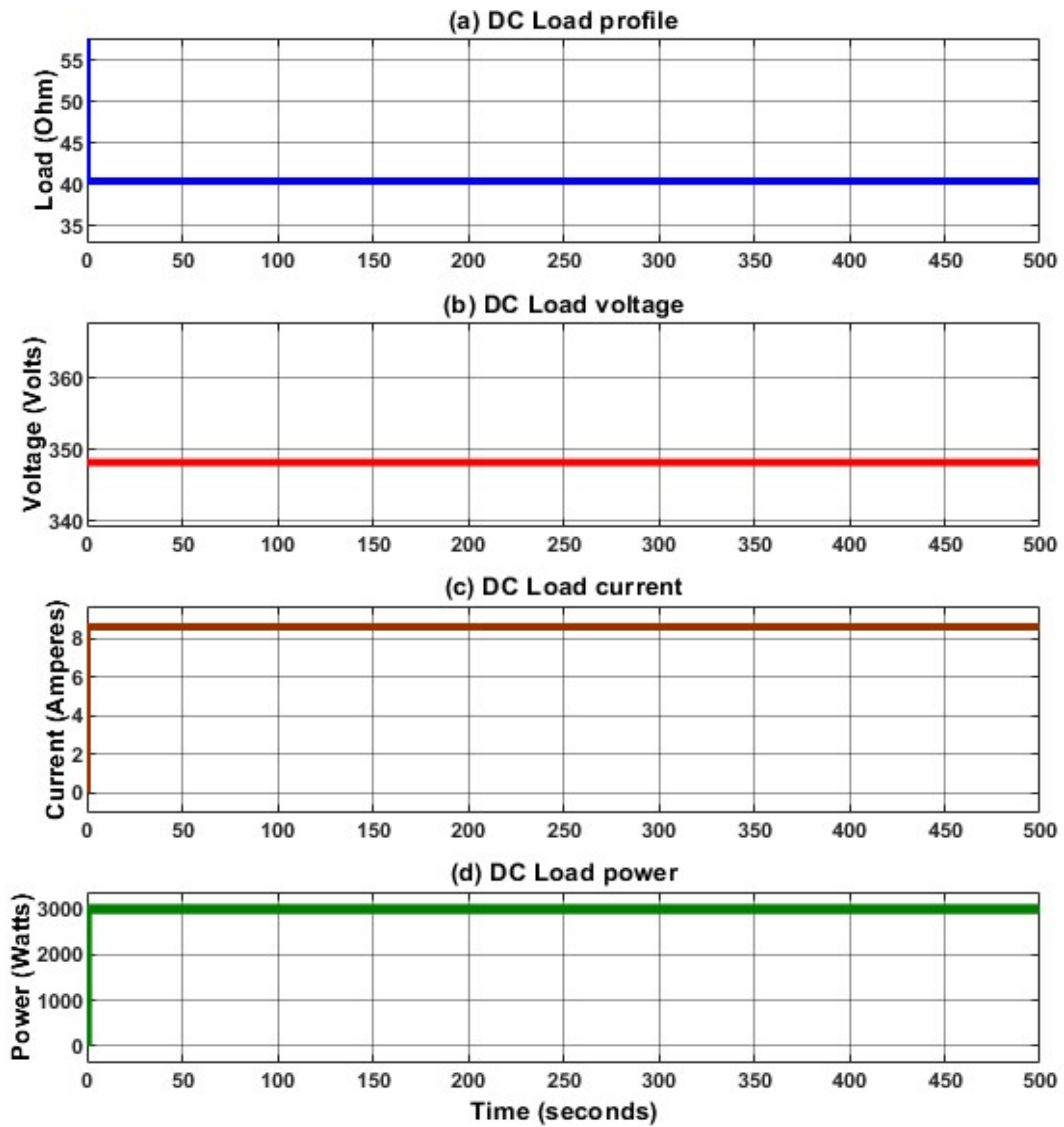 (a) DC Load profile
Load (Ohm)
55
50
45
40
35
0 50 100 150 200 250 300 350 400 450 500
(b) DC Load voltage
Voltage (Volts)
360
350
340
0 50 100 150 200 250 300 350 400 450 500
(c) DC Load current
Current (Amperes)
8
6
4
2
0
0 50 100 150 200 250 300 350 400 450 500
(d) DC Load power
Power (Watts)
3000
2000
1000
0
0 50 100 150 200 250 300 350 400 450 500
Time (seconds)